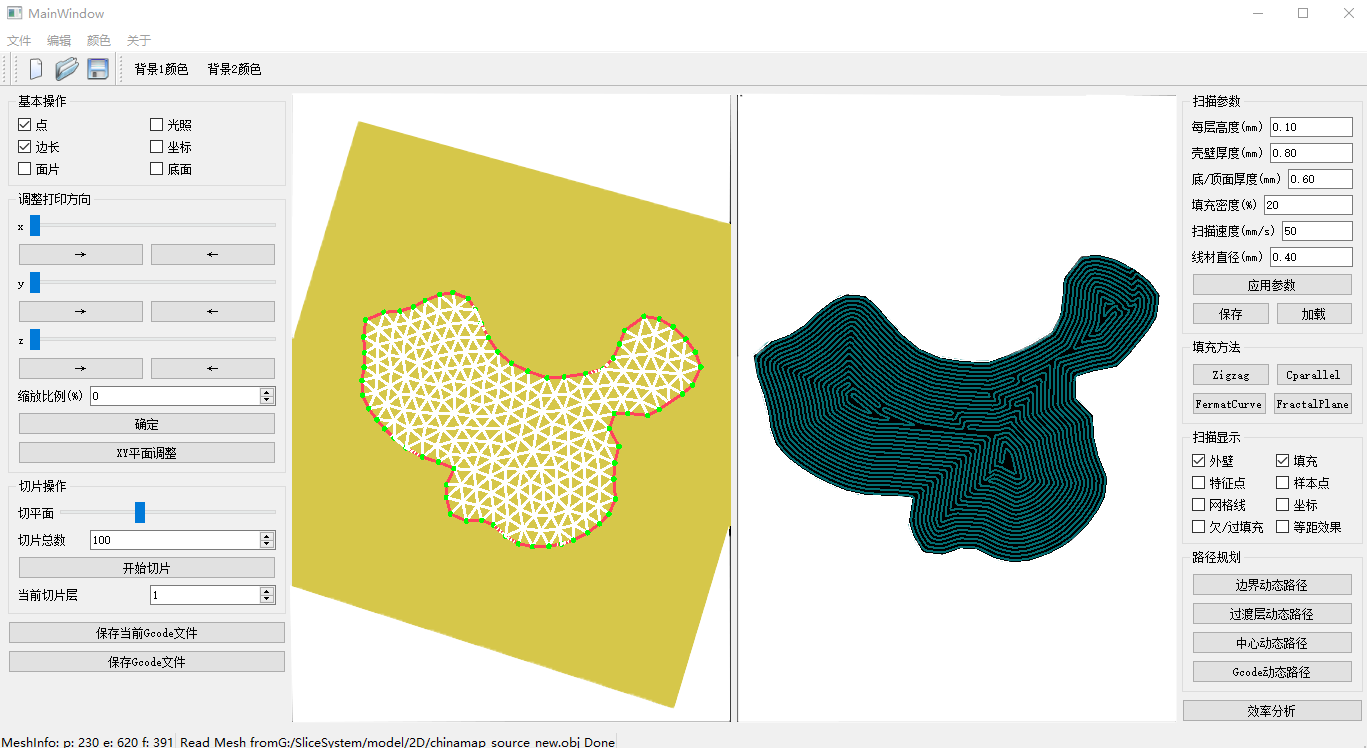 MainWindow
文件 编辑 颜色 关于
背景1颜色 背景2颜色
基本操作
点 光照
边长 坐标
面片 底面
调整打印方向
x
→ ←
y
→ ←
z
→ ←
缩放比例(%) 0
确定
XY平面调整
切片操作
切平面
切片总数 100
开始切片
当前切片层 1
保存当前Gcode文件
保存Gcode文件
扫描参数
每层高度(mm) 0.10
壳壁厚度(mm) 0.80
底/顶面厚度(mm) 0.60
填充密度(%) 20
扫描速度(mm/s) 50
线材直径(mm) 0.40
应用参数
保存 加载
填充方法
Zigzag Cparallel
FermatCurve FractalPlane
扫描显示
外壁 填充
特征点 样本点
网格线 坐标
欠/过填充 等距效果
路径规划
边界动态路径
过渡层动态路径
中心动态路径
Gcode动态路径
效率分析
MeshInfo: p: 230 e: 620 f: 391 Read Mesh fromG:/SliceSystem/model/2D/chinamap_source_new.obj Done